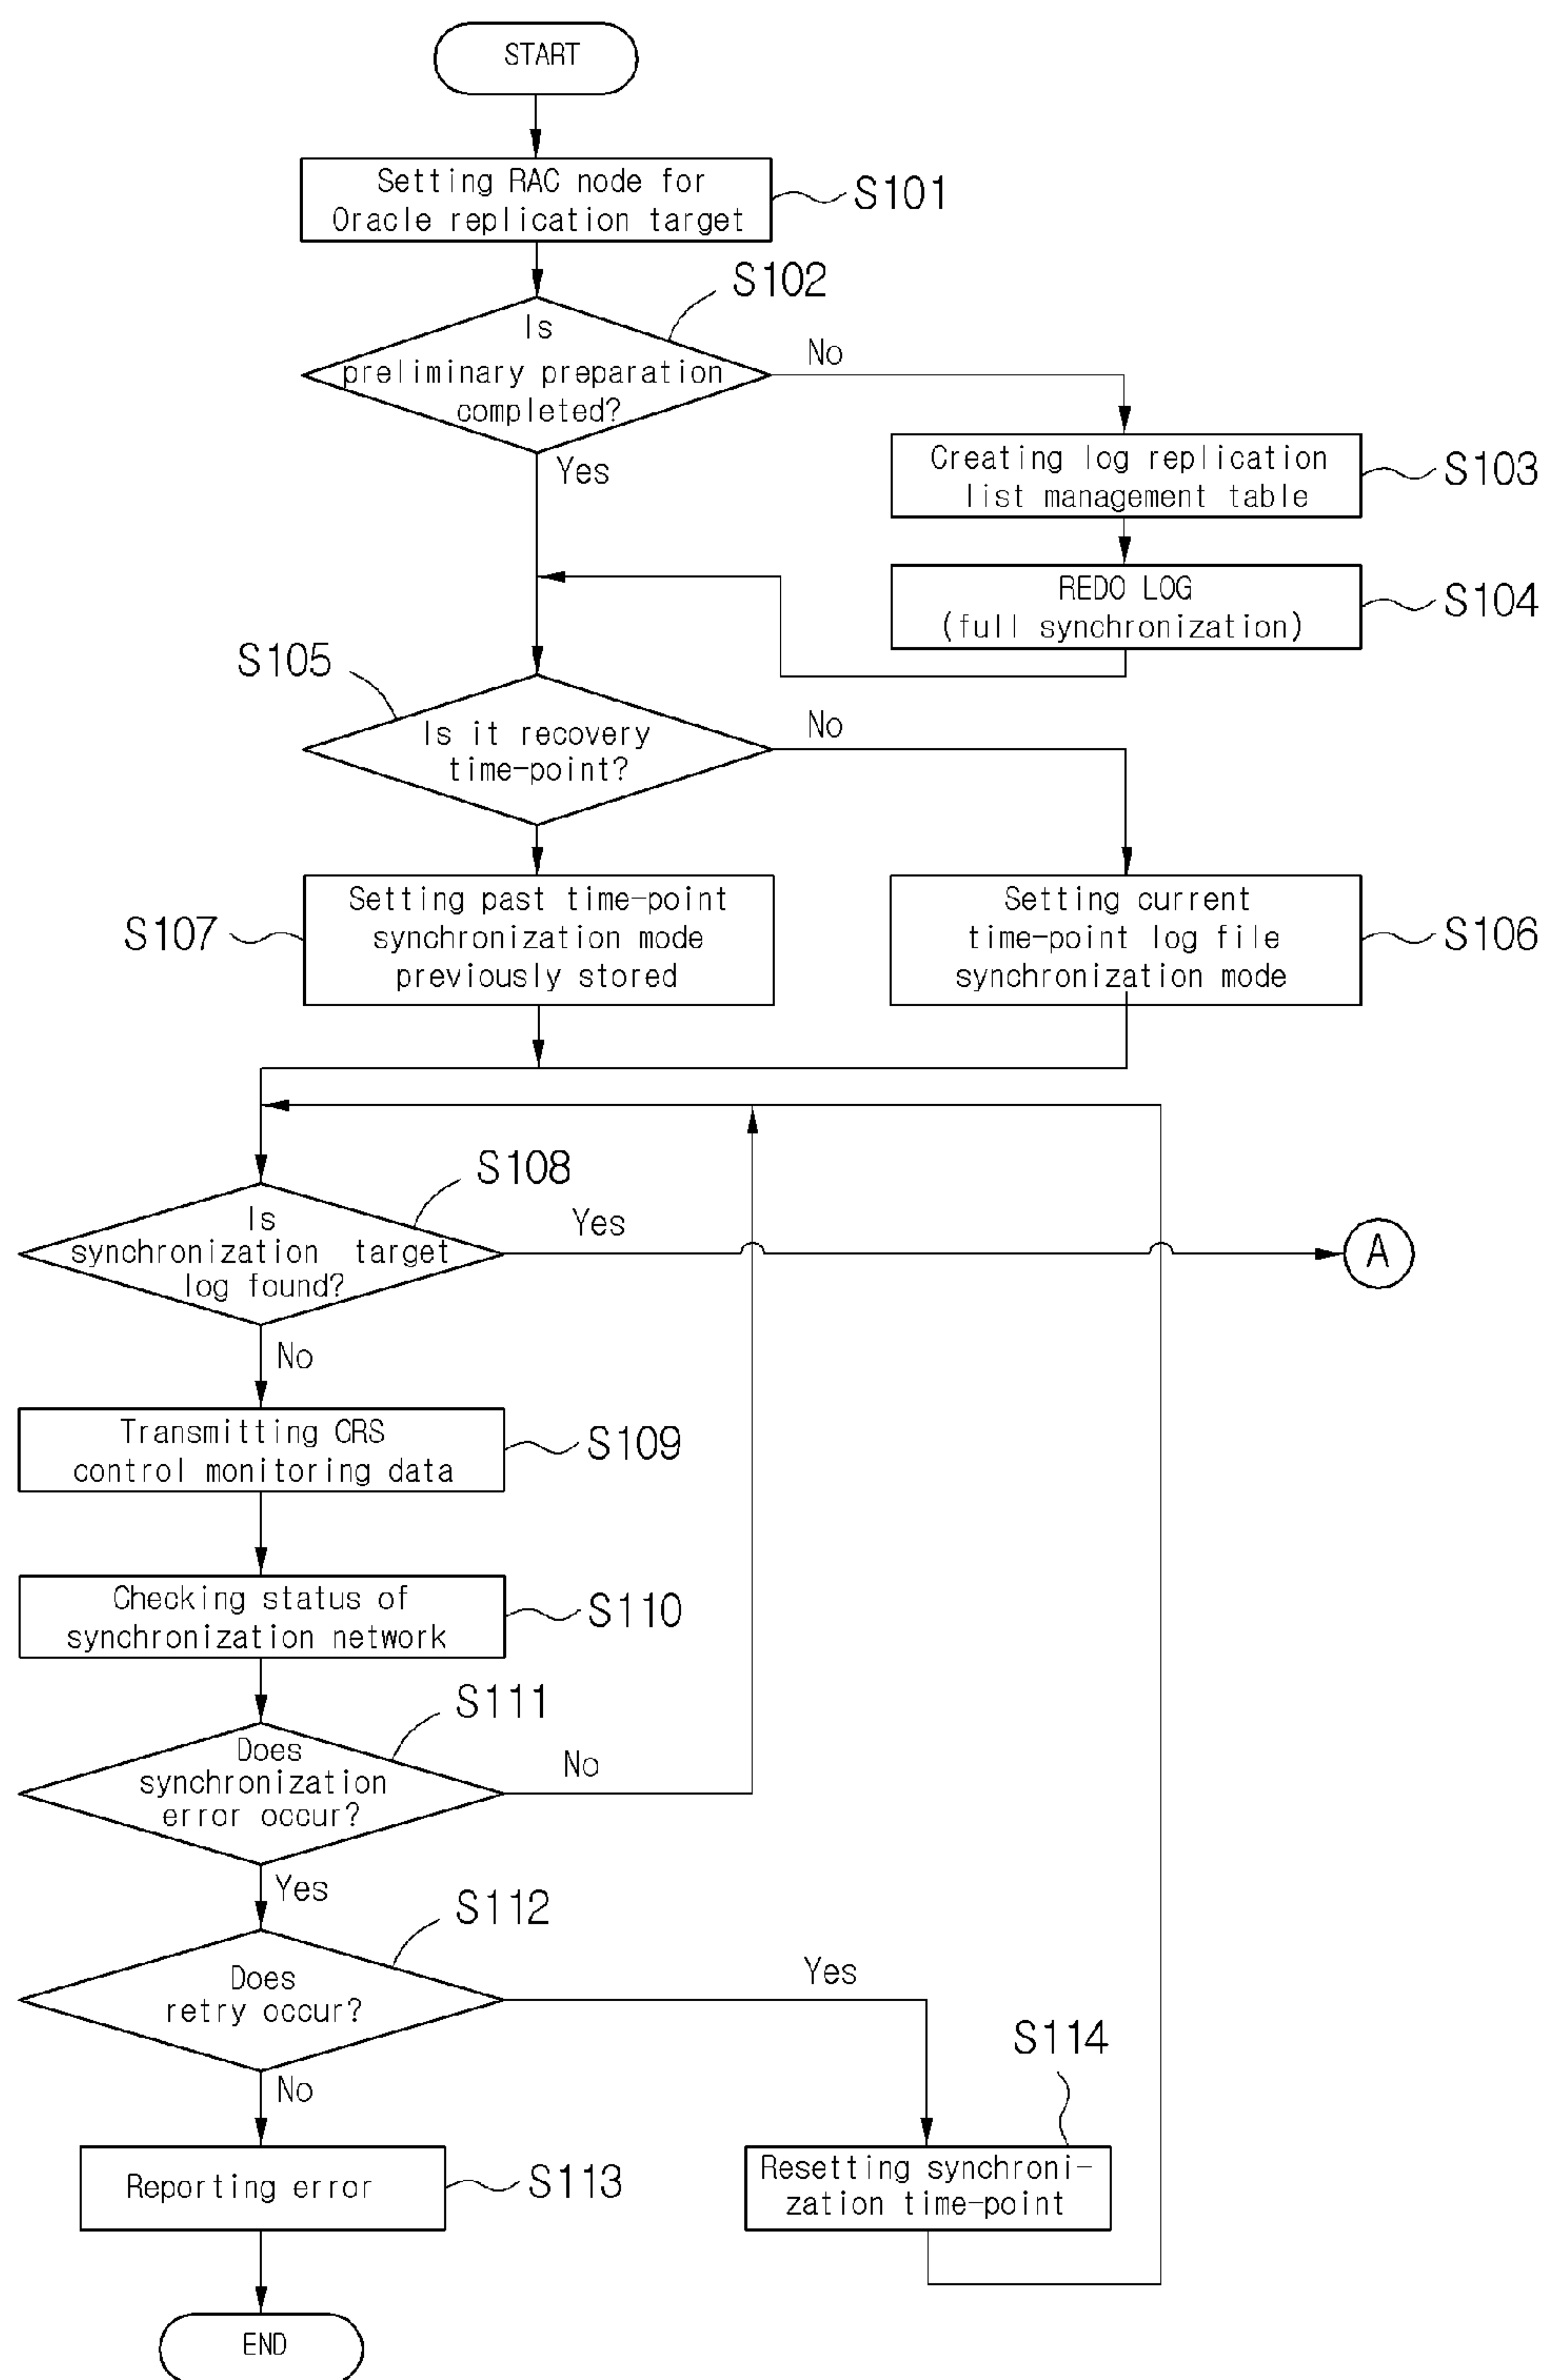 START
Setting RAC node for
Oracle replication target
S101
S102
Is
preliminary preparation
completed?
No
Yes
Creating log replication
list management table
S103
REDO LOG
(full synchronization)
S104
S105
Is it recovery
time-point?
No
Setting past time-point
synchronization mode
previously stored
S107
Setting current
time-point log file
synchronization mode
S106
S108
Is
synchronization target
log found?
Yes
A
No
Transmitting CRS
control monitoring data
S109
Checking status of
synchronization network
S110
S111
Does
synchronization
error occur?
No
Yes
S112
Does
retry occur?
Yes
No
S114
Reporting error
S113
Resetting synchroni-
zation time-point
END